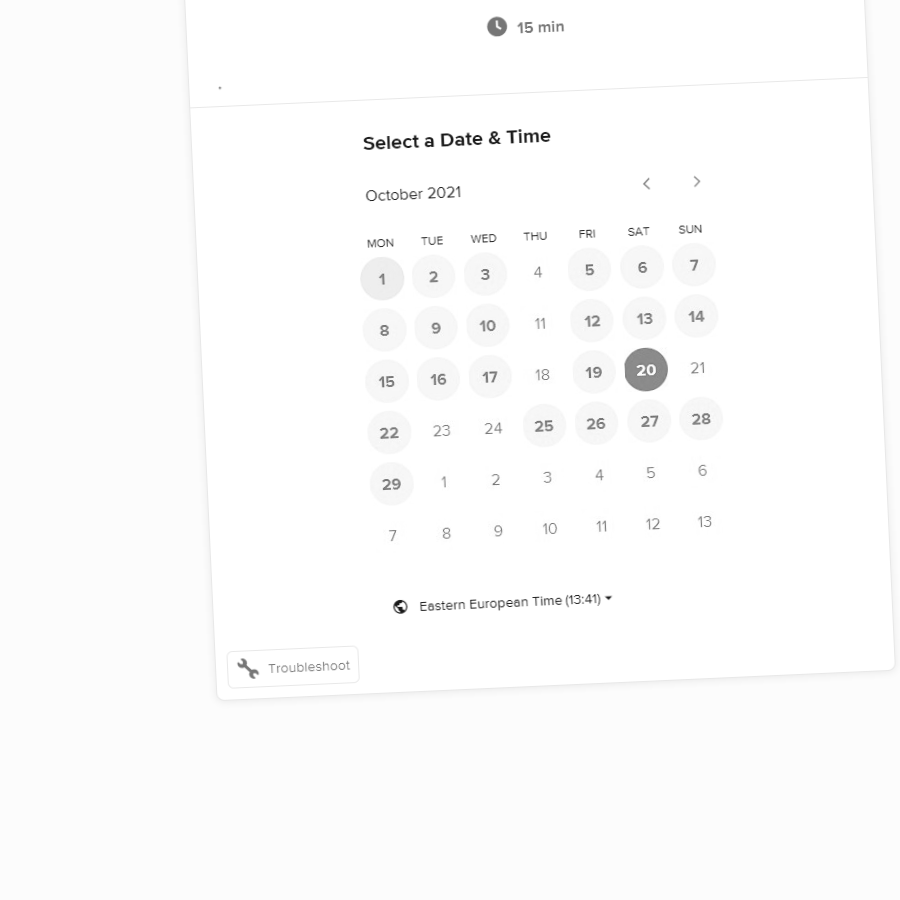 15 min
.
Select a Date & Time
October 2021
MON TUE WED THU FRI SAT SUN
1 2 3 4 5 6 7
8 9 10 11 12 13 14
15 16 17 18 19 20 21
22 23 24 25 26 27 28
29 1 2 3 4 5 6
7 8 9 10 11 12 13
Eastern European Time (13:41)
Troubleshoot